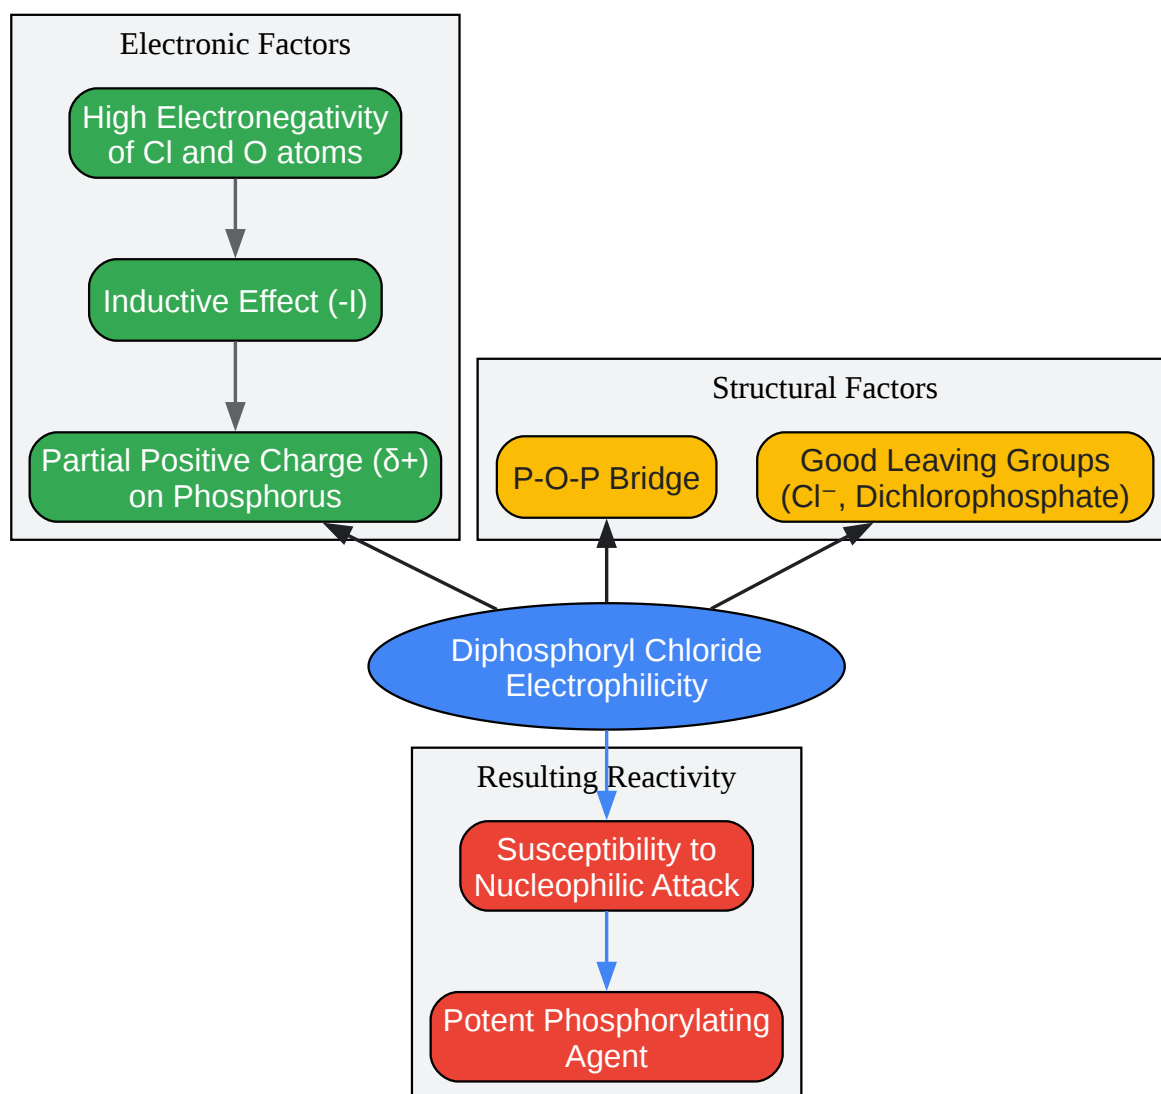 Electronic Factors
High Electronegativity
of Cl and O atoms
Inductive Effect (-I)
Partial Positive Charge (δ+)
on Phosphorus
Structural Factors
P-O-P Bridge
Good Leaving Groups
(Cl⁻, Dichlorophosphate)
Diphosphoryl Chloride
Electrophilicity
Resulting Reactivity
Susceptibility to
Nucleophilic Attack
Potent Phosphorylating
Agent